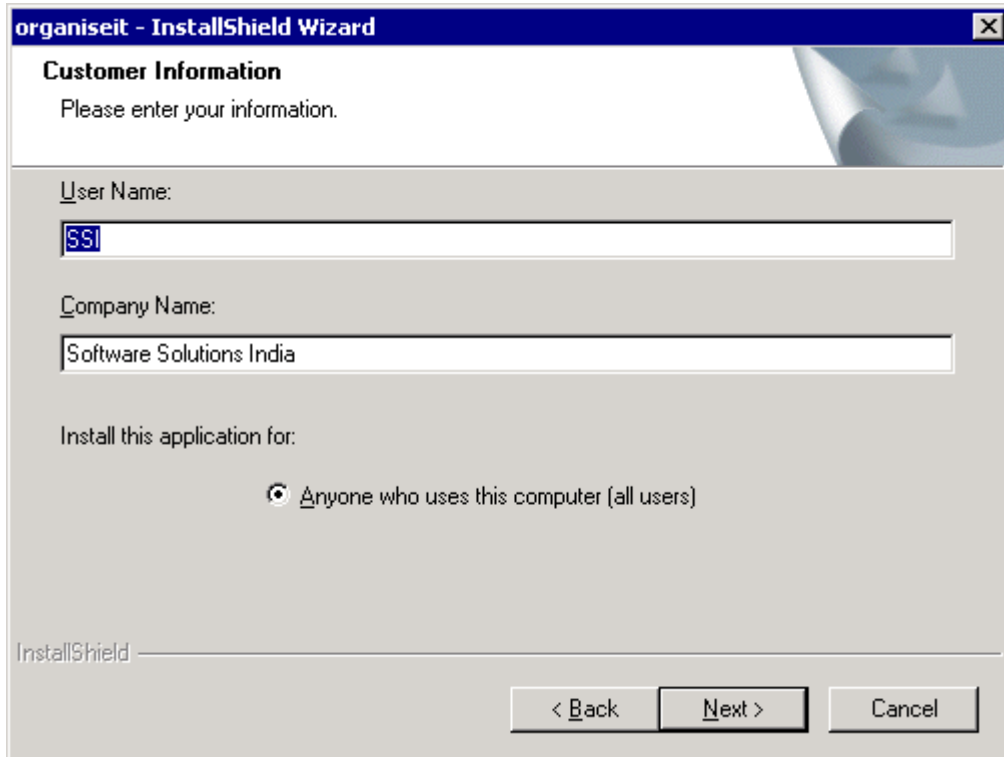 organiseit - InstallShield Wizard
Customer Information
Please enter your information.
User Name:
SSI
Company Name:
Software Solutions India
Install this application for:
Anyone who uses this computer (all users)
InstallShield
< Back Next > Cancel